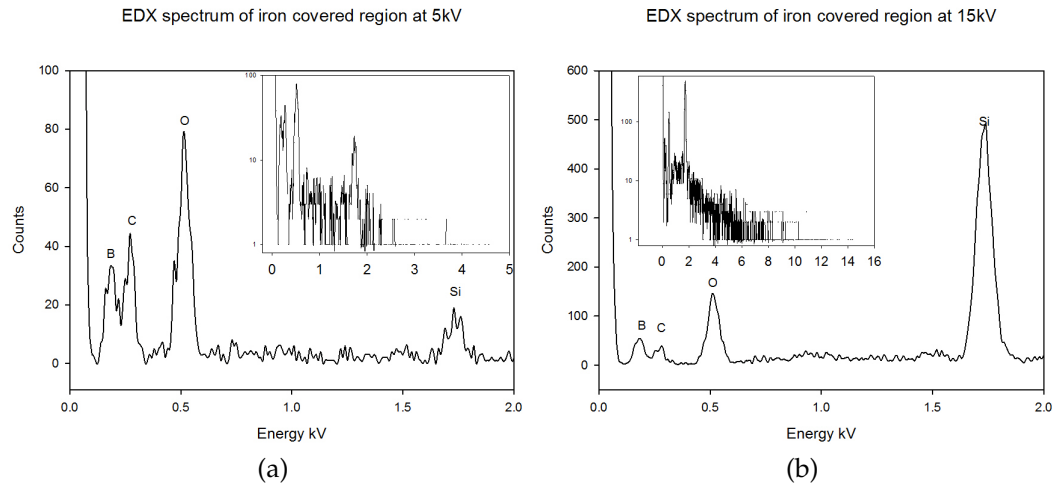 EDX spectrum of iron covered region at 5kV
100
80
60
40
20
0
Counts
B
C
O
Si
100
10
1
0 1 2 3 4 5
0.0 0.5 1.0 1.5 2.0
Energy kV
(a)
EDX spectrum of iron covered region at 15kV
600
500
400
300
200
100
0
Counts
B
C
O
Si
100
10
1
0 2 4 6 8 10 12 14 16
0.0 0.5 1.0 1.5 2.0
Energy kV
(b)